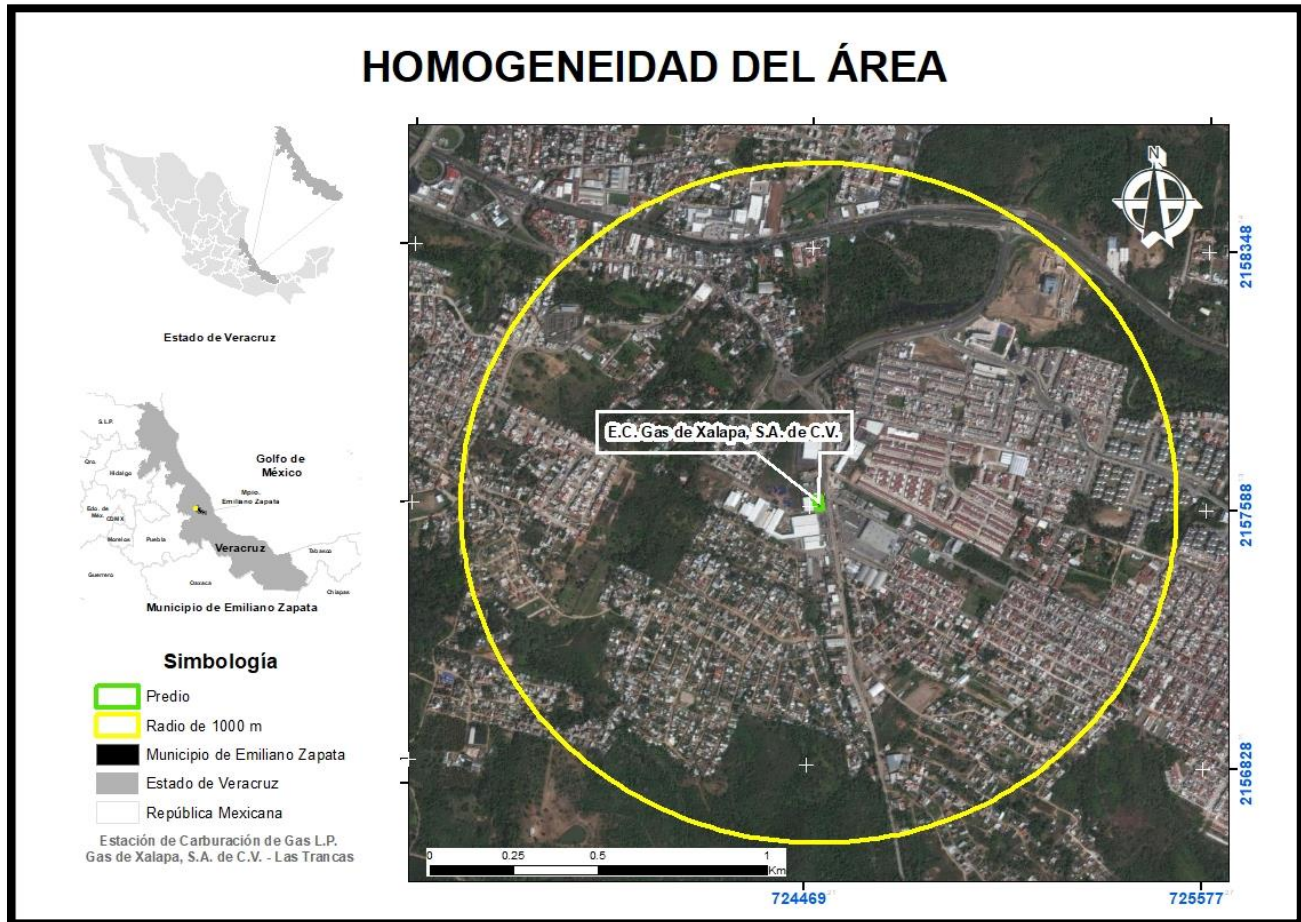 HOMOGENEIDAD DEL ÁREA
Estado de Veracruz
S.L.P.
Qro.
Hidalgo
Golfo de
México
Mpio.
Emiliano Zapata
Edo. de
Méx.
CDMX
Morelos
Puebla
Veracruz
Tabasco
Guerrero
Oaxaca
Chiapas
Municipio de Emiliano Zapata
Simbología
Predio
Radio de 1000 m
Municipio de Emiliano Zapata
Estado de Veracruz
República Mexicana
Estación de Carburación de Gas L.P.
Gas de Xalapa, S.A. de C.V. - Las Trancas
N
E.C. Gas de Xalapa, S.A. de C.V.
2158348
2157588
2156828
0 0.25 0.5 1
Km
724469
725577